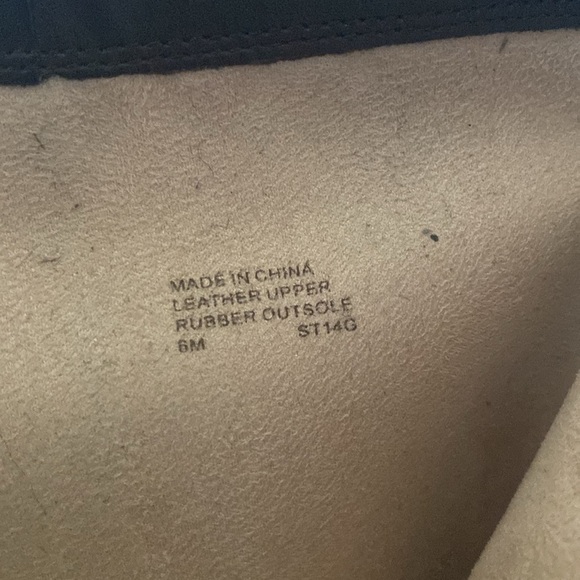 MADE IN CHINA
LEATHER UPPER
RUBBER OUTSOLE
6M ST14G